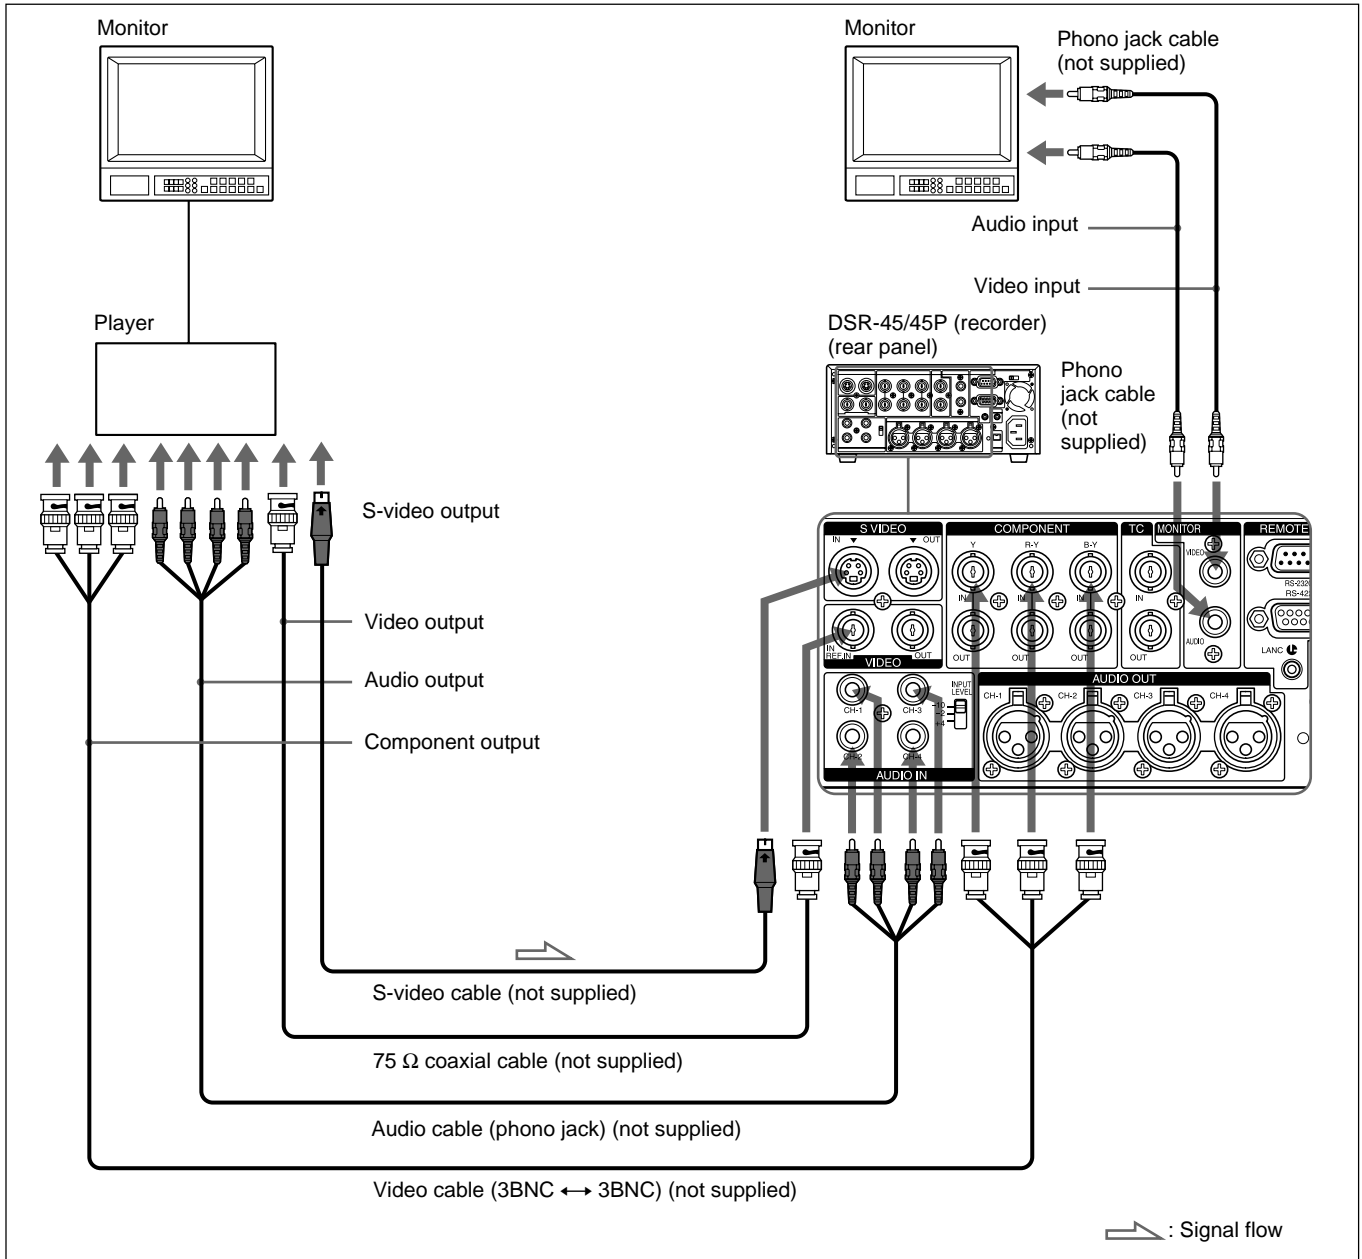 Monitor
Monitor
Phono jack cable
(not supplied)
Audio input
Video input
Player
DSR-45/45P (recorder)
(rear panel)
Phono
jack cable
(not
supplied)
S-video output
Video output
Audio output
Component output
S VIDEO
COMPONENT
TC
MONITOR
REMOTE
IN
OUT
Y
R-Y
B-Y
VIDEO
IN
IN
IN
IN
RS-232C
RS-422
IN
REF.IN
OUT
VIDEO
OUT
OUT
OUT
OUT
AUDIO
LANC
AUDIO OUT
CH-1
CH-3
INPUT
LEVEL
-10
-2
+4
CH-1
CH-2
CH-3
CH-4
CH-2
CH-4
AUDIO IN
S-video cable (not supplied)
75 Ω coaxial cable (not supplied)
Audio cable (phono jack) (not supplied)
Video cable (3BNC ⟷ 3BNC) (not supplied)
: Signal flow